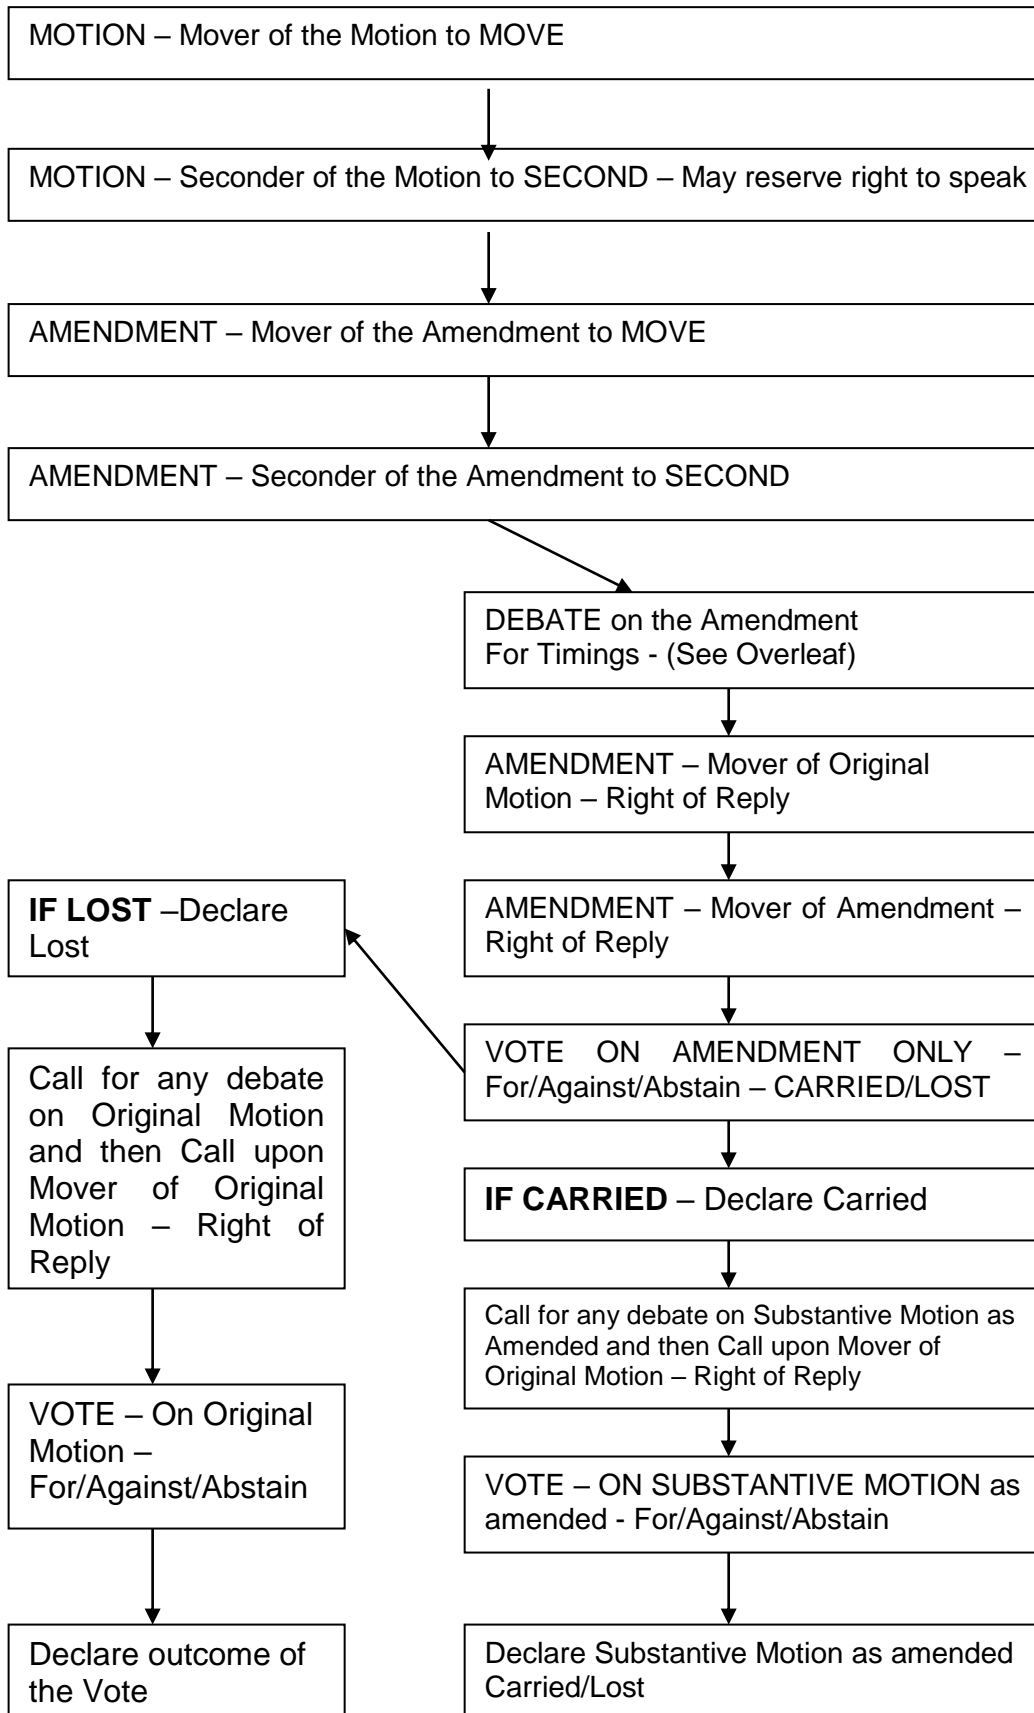 MOTION – Mover of the Motion to MOVE
MOTION – Seconder of the Motion to SECOND – May reserve right to speak
AMENDMENT – Mover of the Amendment to MOVE
AMENDMENT – Seconder of the Amendment to SECOND
DEBATE on the Amendment
For Timings - (See Overleaf)
AMENDMENT – Mover of Original
Motion – Right of Reply
AMENDMENT – Mover of Amendment –
Right of Reply
VOTE ON AMENDMENT ONLY –
For/Against/Abstain – CARRIED/LOST
IF CARRIED – Declare Carried
Call for any debate on Substantive Motion as
Amended and then Call upon Mover of
Original Motion – Right of Reply
VOTE – ON SUBSTANTIVE MOTION as
amended - For/Against/Abstain
Declare Substantive Motion as amended
Carried/Lost
IF LOST –Declare
Lost
Call for any debate
on Original Motion
and then Call upon
Mover of Original
Motion – Right of
Reply
VOTE – On Original
Motion –
For/Against/Abstain
Declare outcome of
the Vote